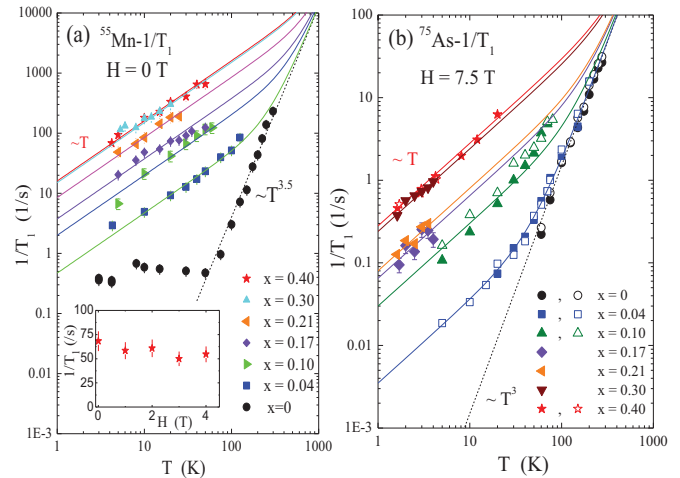 (a)
⁵⁵Mn-1/T₁
H = 0 T
~T
~T³·⁵
10000
1000
100
10
1
0.1
0.01
1E-3
1/T₁ (1/s)
x = 0.40
x = 0.30
x = 0.21
x = 0.17
x = 0.10
x = 0.04
x=0
100
75
50
25
0
1/T₁ (/s)
0 2 4
H (T)
1 10 100 1000
T (K)
(b)
⁷⁵As-1/T₁
H = 7.5 T
~ T
~ T³
100
10
1
0.1
0.01
1E-3
1/T₁ (1/s)
, x = 0
, x = 0.04
, x = 0.10
x = 0.17
x = 0.21
x = 0.30
, x = 0.40
1 10 100 1000
T (K)